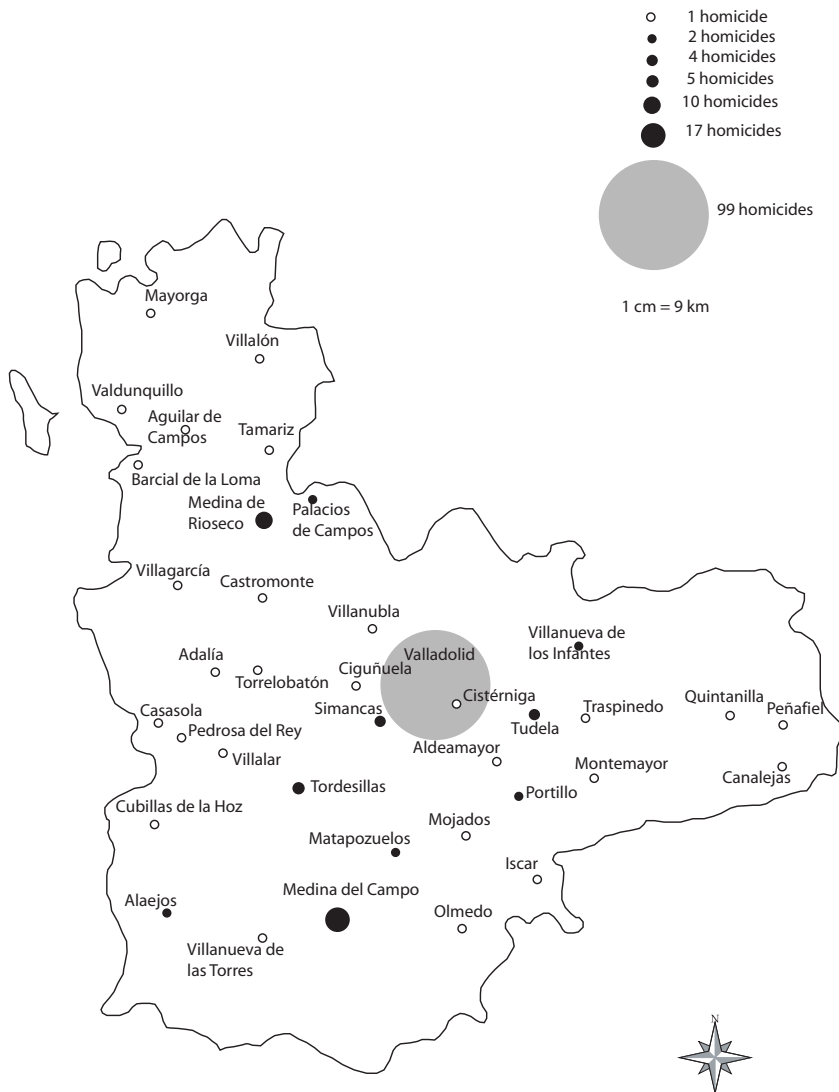 1 homicide
2 homicides
4 homicides
5 homicides
10 homicides
17 homicides
99 homicides
1 cm = 9 km
Mayorga
Villalón
Valdunquillo
Aguilar de
Campos
Tamariz
Barcial de la Loma
Medina de
Rioseco
Palacios
de Campos
Villagarcía
Castromonte
Villanubla
Villanueva de
los Infantes
Valladolid
Adalía
Torrelobatón
Ciguñuela
Cistérniga
Simancas
Casasola
Pedrosa del Rey
Villalar
Tudela
Traspinedo
Quintanilla
Peñafiel
Aldeamayor
Montemayor
Canalejas
Tordesillas
Portillo
Cubillas de la Hoz
Mojados
Matapozuelos
Iscar
Medina del Campo
Alaejos
Olmedo
Villanueva de
las Torres
N